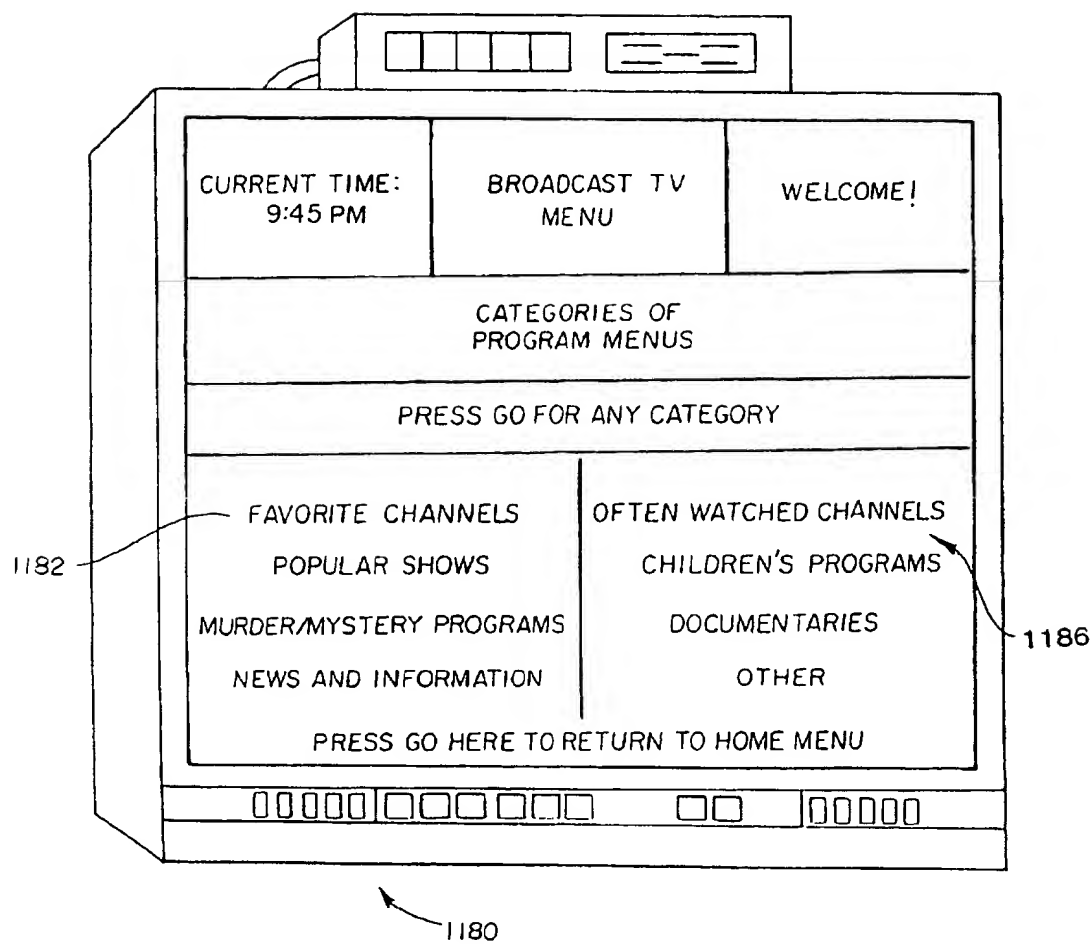 CURRENT TIME:
9:45 PM
BROADCAST TV
MENU
WELCOME!
CATEGORIES OF
PROGRAM MENUS
PRESS GO FOR ANY CATEGORY
FAVORITE CHANNELS
OFTEN WATCHED CHANNELS
1182
POPULAR SHOWS
CHILDREN'S PROGRAMS
MURDER/MYSTERY PROGRAMS
DOCUMENTARIES
1186
NEWS AND INFORMATION
OTHER
PRESS GO HERE TO RETURN TO HOME MENU
1180